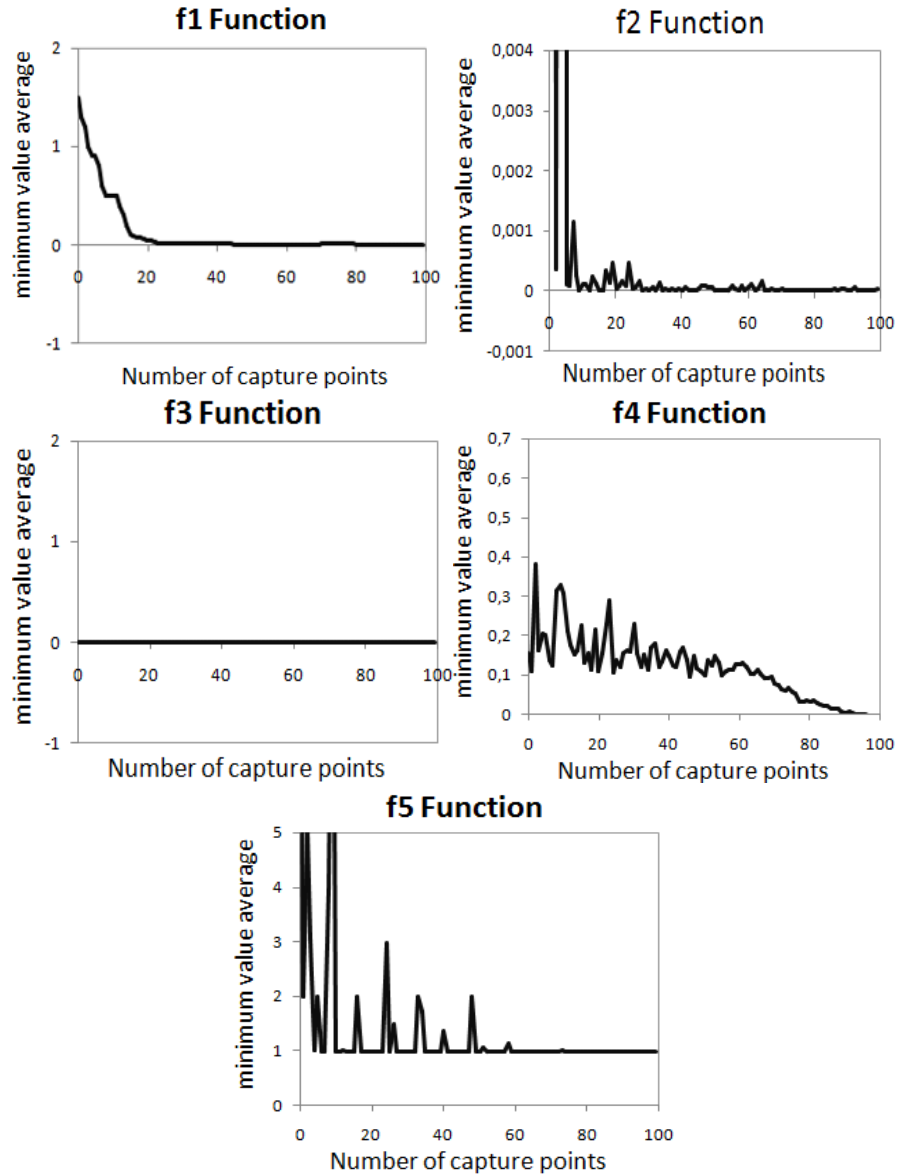 f1 Function
minimum value average
2
1
0
-1
0 20 40 60 80 100
Number of capture points
f2 Function
minimum value average
0,004
0,003
0,002
0,001
0
-0,001
0 20 40 60 80 100
Number of capture points
f3 Function
minimum value average
2
1
0
-1
0 20 40 60 80 100
Number of capture points
f4 Function
minimum value average
0,7
0,6
0,5
0,4
0,3
0,2
0,1
0
0 20 40 60 80 100
Number of capture points
f5 Function
minimum value average
5
4
3
2
1
0
0 20 40 60 80 100
Number of capture points